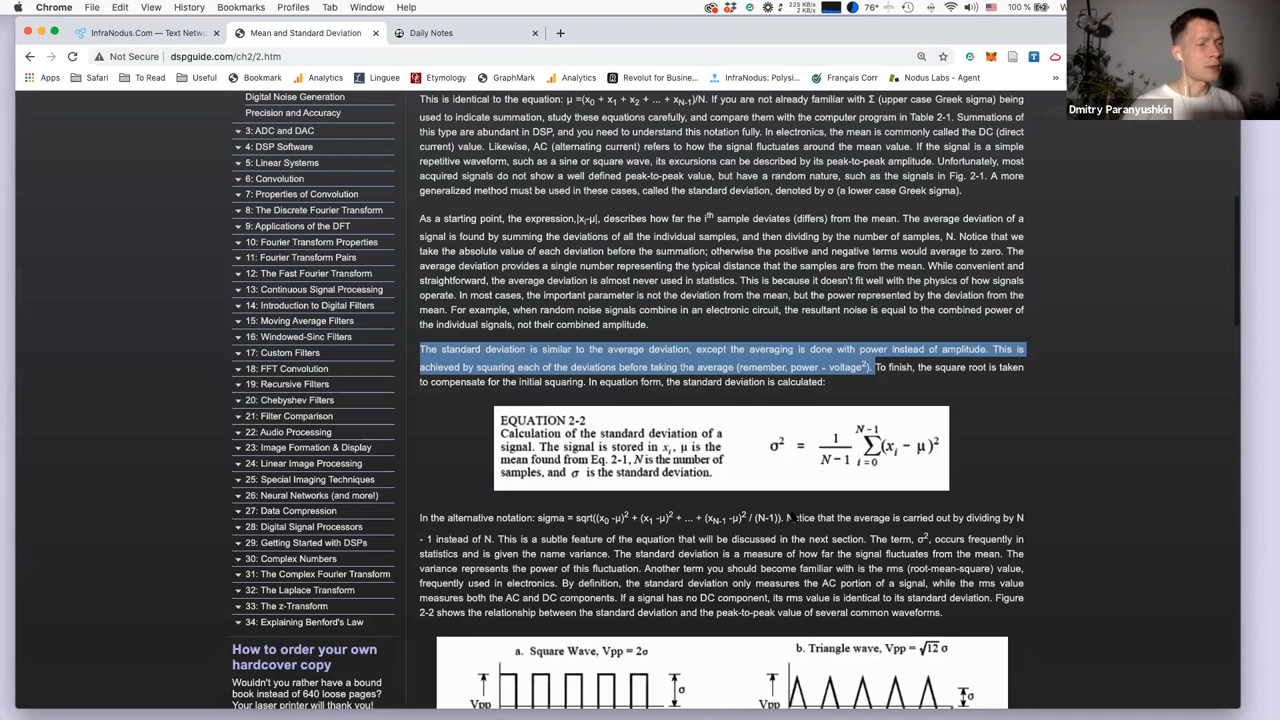 Chrome File Edit View History Bookmarks Profiles Tab Window Help 225 KB/s 2 KB/s 76° 100 %
InfraNodus.Com — Text Netw Mean and Standard Deviation Daily Notes
Not Secure dspguide.com/ch2/2.htm
Apps Safari To Read Useful Bookmark Analytics Linguee Etymology GraphMark Analytics Revolut for Busine... InfraNodus: Polysi... Français Corr Nodus Labs - Agent
Dmitry Paranyushkin
Digital Noise Generation
Precision and Accuracy
3: ADC and DAC
4: DSP Software
5: Linear Systems
6: Convolution
7: Properties of Convolution
8: The Discrete Fourier Transform
9: Applications of the DFT
10: Fourier Transform Properties
11: Fourier Transform Pairs
12: The Fast Fourier Transform
13: Continuous Signal Processing
14: Introduction to Digital Filters
15: Moving Average Filters
16: Windowed-Sinc Filters
17: Custom Filters
18: FFT Convolution
19: Recursive Filters
20: Chebyshev Filters
21: Filter Comparison
22: Audio Processing
23: Image Formation & Display
24: Linear Image Processing
25: Special Imaging Techniques
26: Neural Networks (and more!)
27: Data Compression
28: Digital Signal Processors
29: Getting Started with DSPs
30: Complex Numbers
31: The Complex Fourier Transform
32: The Laplace Transform
33: The z-Transform
34: Explaining Benford's Law
How to order your own
hardcover copy
Wouldn't you rather have a bound
book instead of 640 loose pages?
Your laser printer will thank you!
This is identical to the equation: μ =(x0 + x1 + x2 + ... + xN-1)/N. If you are not already familiar with Σ (upper case Greek sigma) being
used to indicate summation, study these equations carefully, and compare them with the computer program in Table 2-1. Summations of
this type are abundant in DSP, and you need to understand this notation fully. In electronics, the mean is commonly called the DC (direct
current) value. Likewise, AC (alternating current) refers to how the signal fluctuates around the mean value. If the signal is a simple
repetitive waveform, such as a sine or square wave, its excursions can be described by its peak-to-peak amplitude. Unfortunately, most
acquired signals do not show a well defined peak-to-peak value, but have a random nature, such as the signals in Fig. 2-1. A more
generalized method must be used in these cases, called the standard deviation, denoted by σ (a lower case Greek sigma).
As a starting point, the expression,|xi-μ|, describes how far the ith sample deviates (differs) from the mean. The average deviation of a
signal is found by summing the deviations of all the individual samples, and then dividing by the number of samples, N. Notice that we
take the absolute value of each deviation before the summation; otherwise the positive and negative terms would average to zero. The
average deviation provides a single number representing the typical distance that the samples are from the mean. While convenient and
straightforward, the average deviation is almost never used in statistics. This is because it doesn't fit well with the physics of how signals
operate. In most cases, the important parameter is not the deviation from the mean, but the power represented by the deviation from the
mean. For example, when random noise signals combine in an electronic circuit, the resultant noise is equal to the combined power of
the individual signals, not their combined amplitude.
The standard deviation is similar to the average deviation, except the averaging is done with power instead of amplitude. This is
achieved by squaring each of the deviations before taking the average (remember, power ∝ voltage²). To finish, the square root is taken
to compensate for the initial squaring. In equation form, the standard deviation is calculated:
EQUATION 2-2
Calculation of the standard deviation of a
signal. The signal is stored in xi, μ is the
mean found from Eq. 2-1, N is the number of
samples, and σ is the standard deviation.
σ² = 1/(N-1) Σ i=0 N-1 (xi − μ)²
In the alternative notation: sigma = sqrt((x0 -μ)² + (x1 -μ)² + ... + (xN-1 -μ)² / (N-1)). Notice that the average is carried out by dividing by N
- 1 instead of N. This is a subtle feature of the equation that will be discussed in the next section. The term, σ², occurs frequently in
statistics and is given the name variance. The standard deviation is a measure of how far the signal fluctuates from the mean. The
variance represents the power of this fluctuation. Another term you should become familiar with is the rms (root-mean-square) value,
frequently used in electronics. By definition, the standard deviation only measures the AC portion of a signal, while the rms value
measures both the AC and DC components. If a signal has no DC component, its rms value is identical to its standard deviation. Figure
2-2 shows the relationship between the standard deviation and the peak-to-peak value of several common waveforms.
a. Square Wave, Vpp = 2σ
Vpp σ
b. Triangle wave, Vpp = √12 σ
Vpp σ